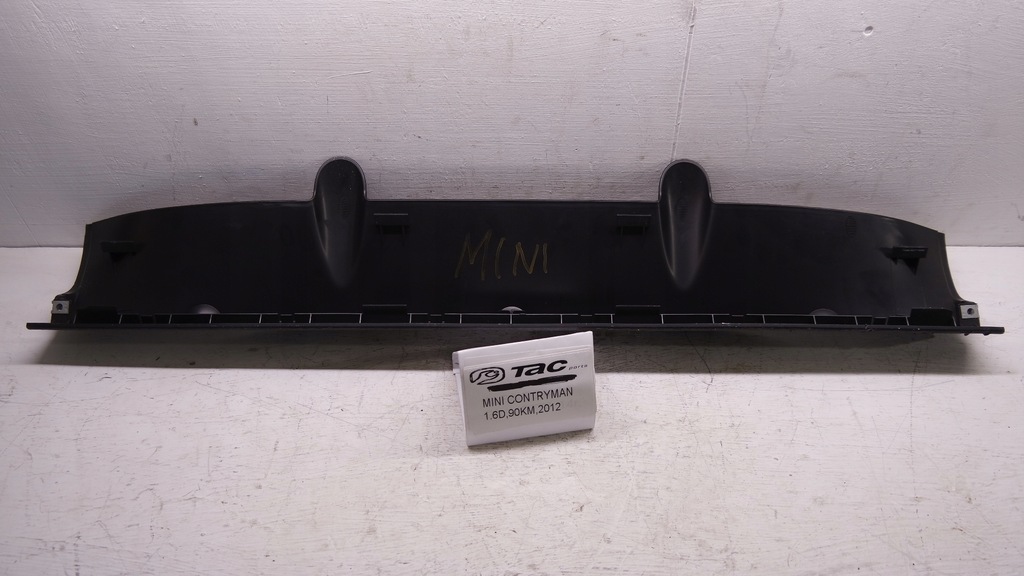 MINI
TAC parts
MINI CONTRYMAN
1.6D,90KM,2012